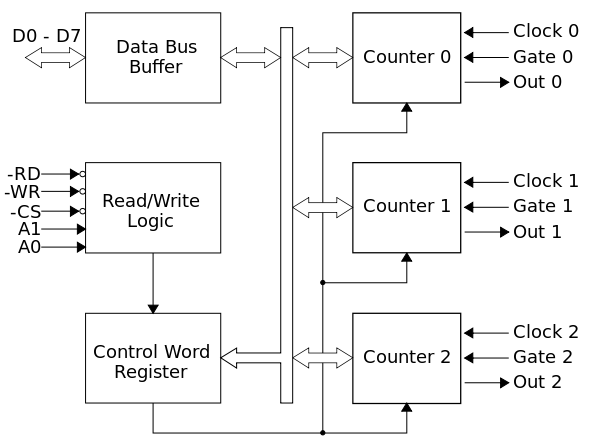 D0 - D7
Data Bus
Buffer
Counter 0
Clock 0
Gate 0
Out 0
-RD
-WR
-CS
A1
A0
Read/Write
Logic
Counter 1
Clock 1
Gate 1
Out 1
Control Word
Register
Counter 2
Clock 2
Gate 2
Out 2